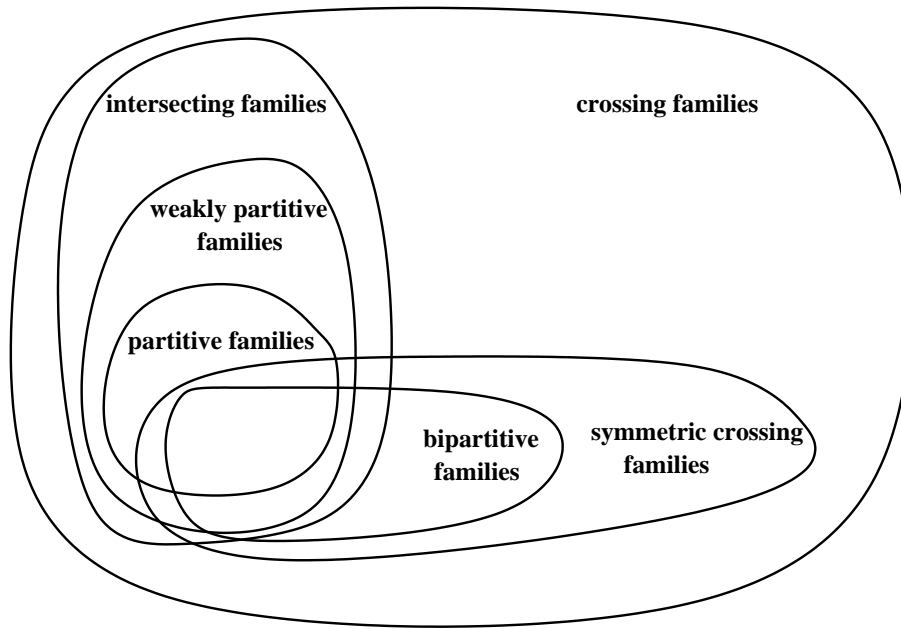 intersecting families
crossing families
weakly partitive
families
partitive families
bipartitive
families
symmetric crossing
families